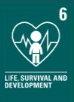 6
LIFE, SURVIVAL AND
DEVELOPMENT